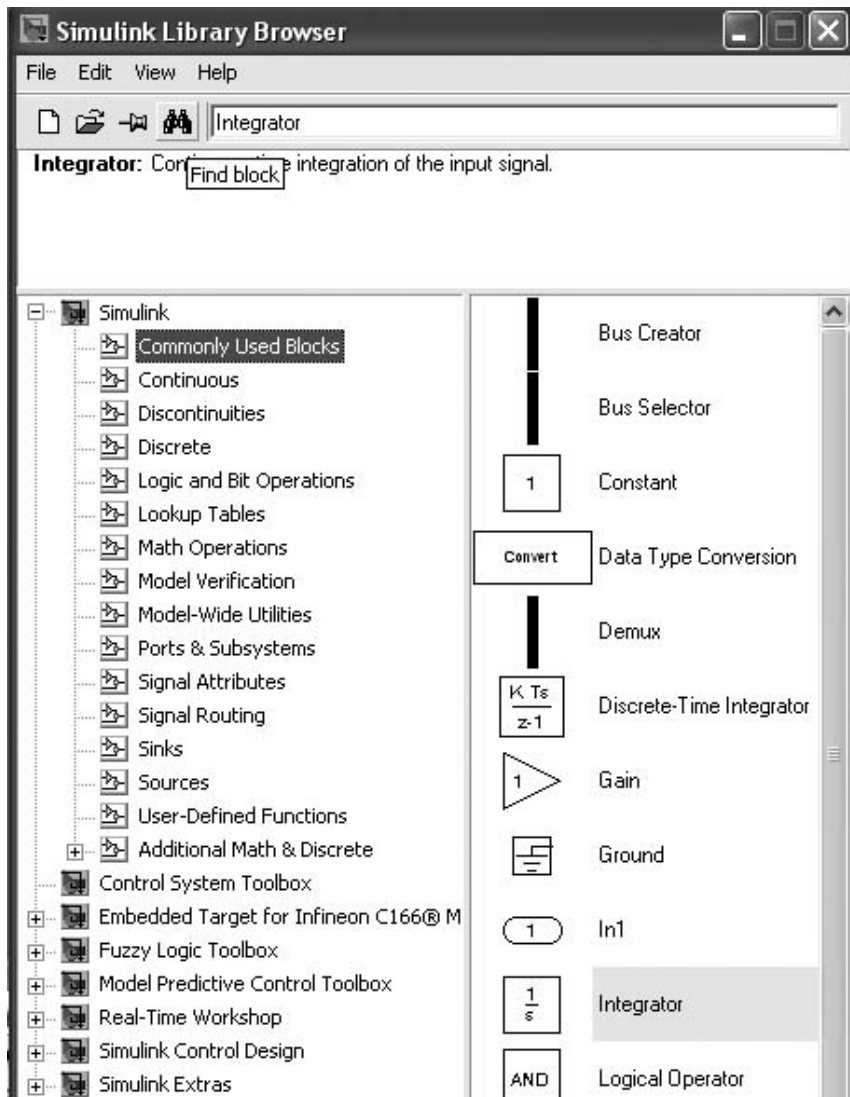 Simulink Library Browser
File Edit View Help
Integrator
Integrator: Con e integration of the input signal.
Find block
Simulink
Commonly Used Blocks
Continuous
Discontinuities
Discrete
Logic and Bit Operations
Lookup Tables
Math Operations
Model Verification
Model-Wide Utilities
Ports & Subsystems
Signal Attributes
Signal Routing
Sinks
Sources
User-Defined Functions
Additional Math & Discrete
Control System Toolbox
Embedded Target for Infineon C166® M
Fuzzy Logic Toolbox
Model Predictive Control Toolbox
Real-Time Workshop
Simulink Control Design
Simulink Extras
Bus Creator
Bus Selector
1 Constant
Convert Data Type Conversion
Demux
K Ts
z-1
Discrete-Time Integrator
1 Gain
Ground
1 In1
1
s
Integrator
AND Logical Operator